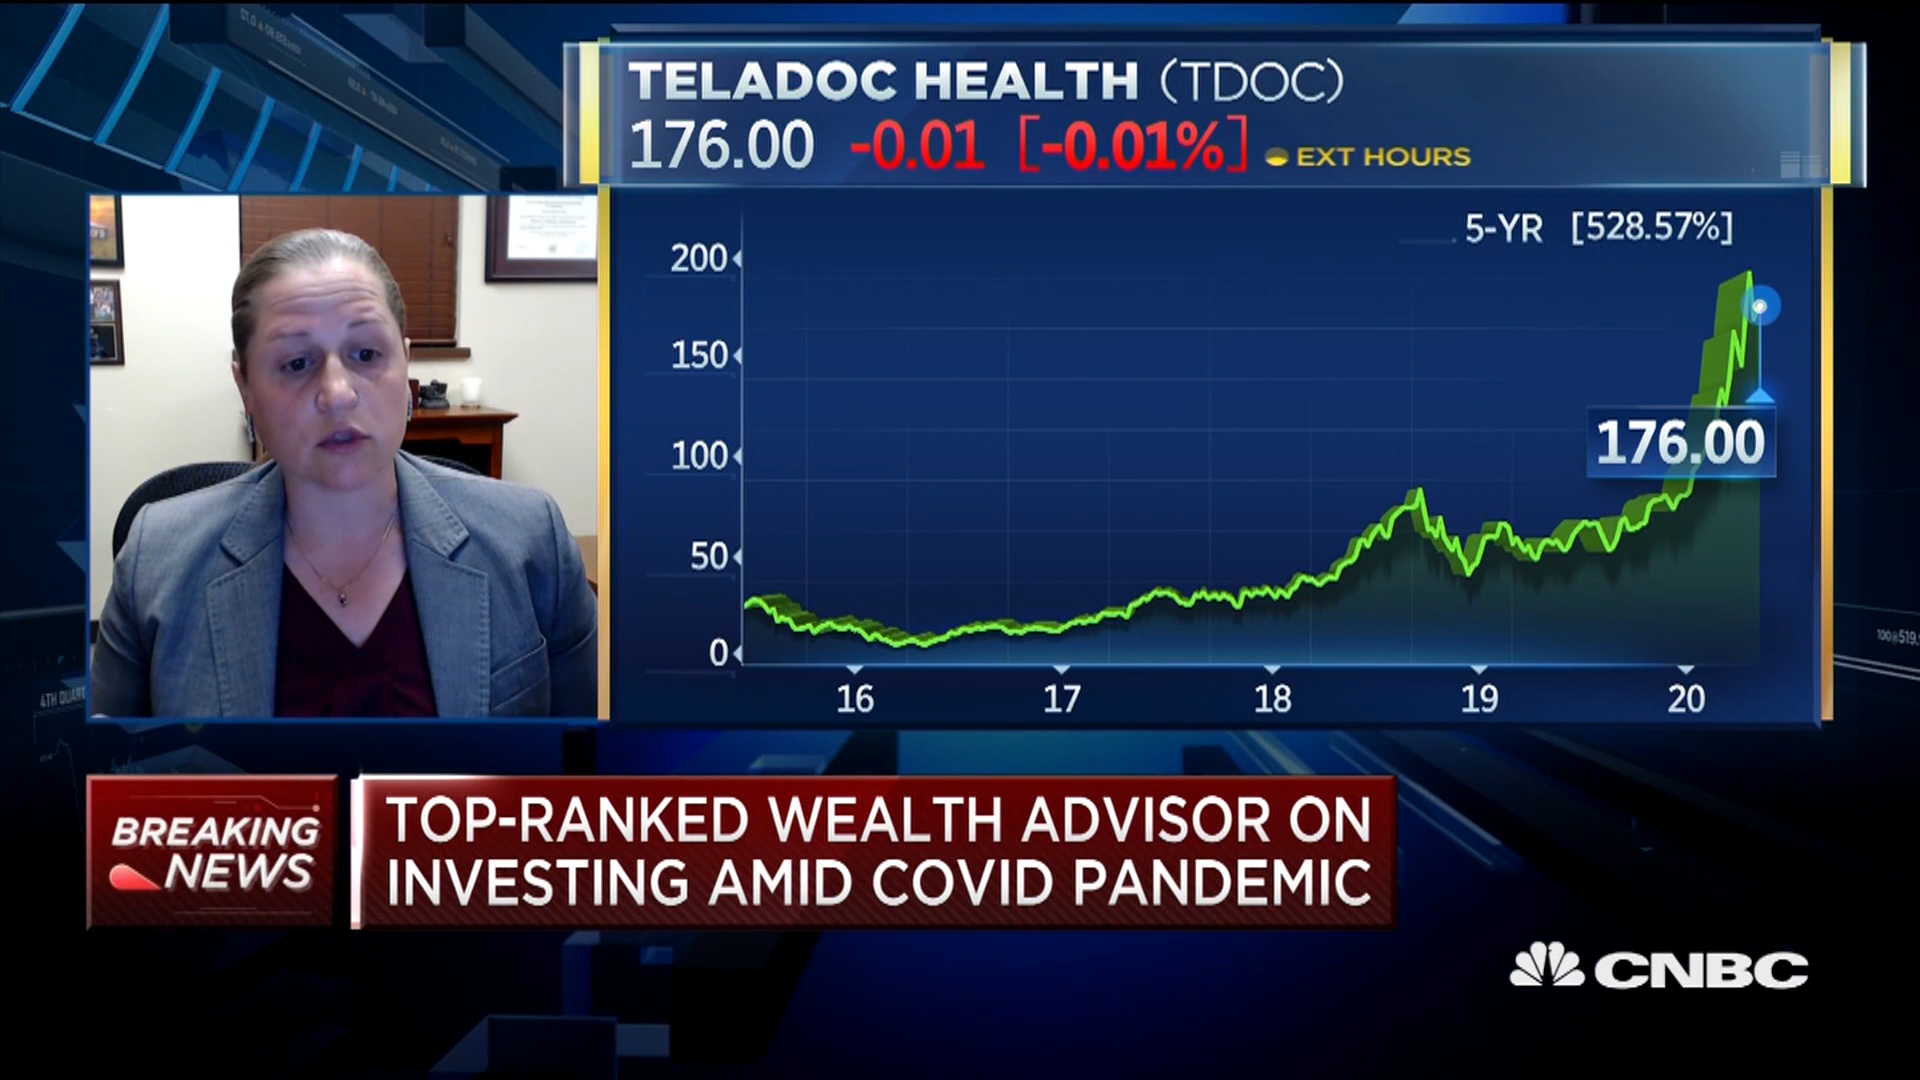 TELADOC HEALTH (TDOC)
176.00 -0.01 [-0.01%] EXT HOURS
5-YR [528.57%]
200
150
100
50
0
176.00
16 17 18 19 20
4TH QUART
BREAKING
NEWS
TOP-RANKED WEALTH ADVISOR ON
INVESTING AMID COVID PANDEMIC
CNBC